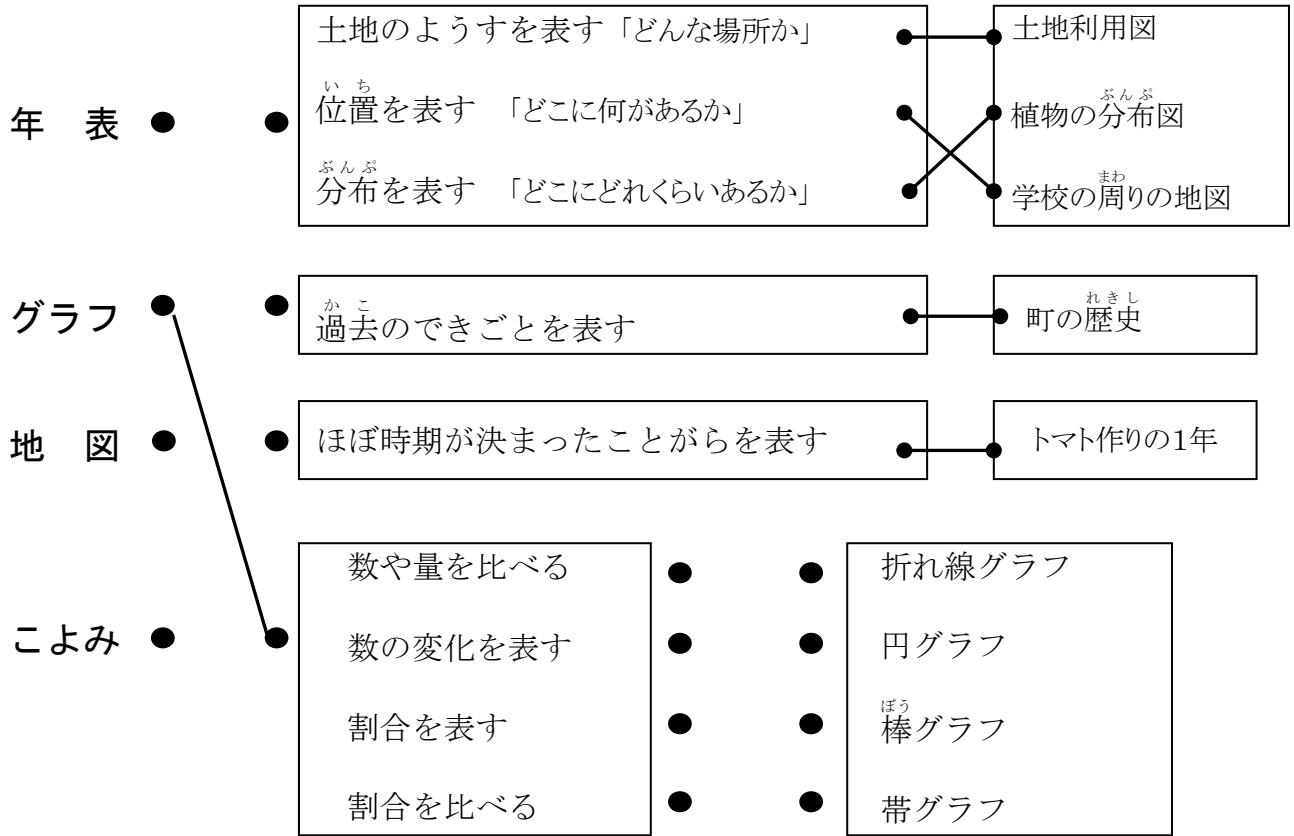 土地のようすを表す「どんな場所か」 土地利用図
年　表 位置を表す　「どこに何があるか」 植物の分布図
分布を表す　「どこにどれくらいあるか」 学校の周りの地図
いち
ぶんぷ
ぶんぷ
まわ
グラフ 過去のできごとを表す 町の歴史
かこ
れきし
地　図 ほぼ時期が決まったことがらを表す トマト作りの1年
数や量を比べる 折れ線グラフ
こよみ 数の変化を表す 円グラフ
割合を表す 棒グラフ
ぼう
割合を比べる 帯グラフ